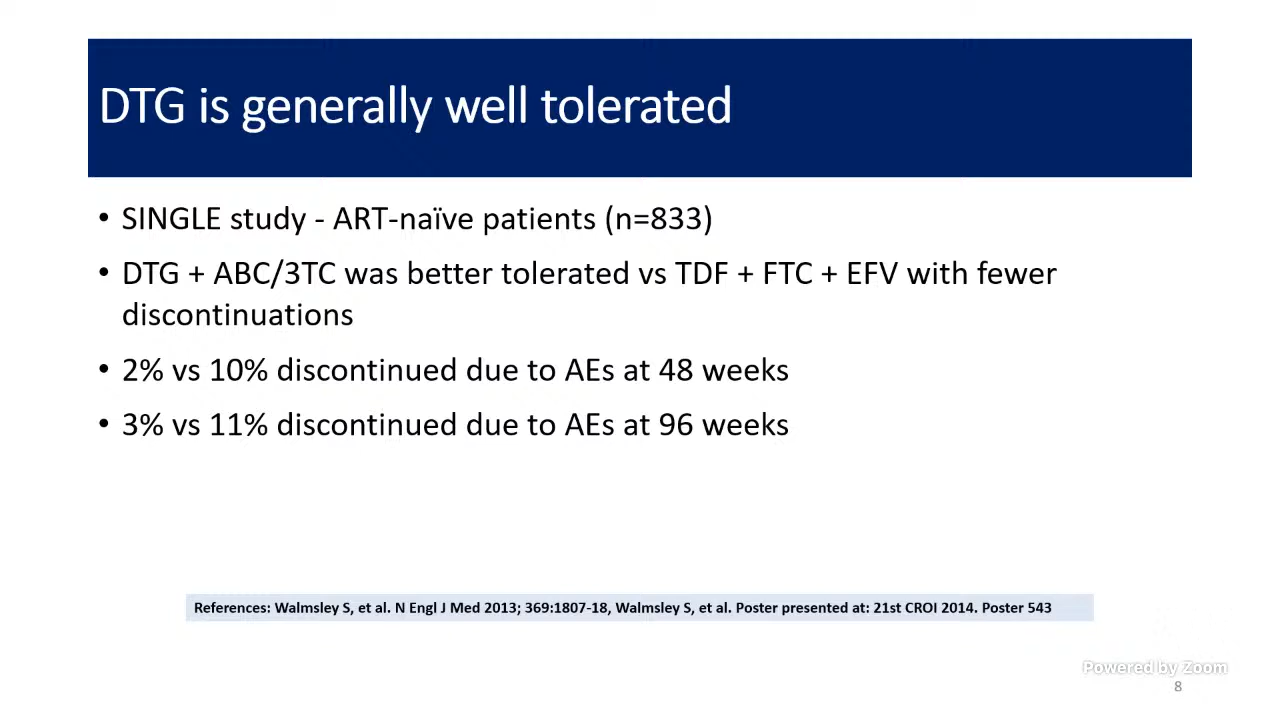 DTG is generally well tolerated
• SINGLE study - ART-naïve patients (n=833)
• DTG + ABC/3TC was better tolerated vs TDF + FTC + EFV with fewer
discontinuations
• 2% vs 10% discontinued due to AEs at 48 weeks
• 3% vs 11% discontinued due to AEs at 96 weeks
References: Walmsley S, et al. N Engl J Med 2013; 369:1807-18, Walmsley S, et al. Poster presented at: 21st CROI 2014. Poster 543
Powered by Zoom
8